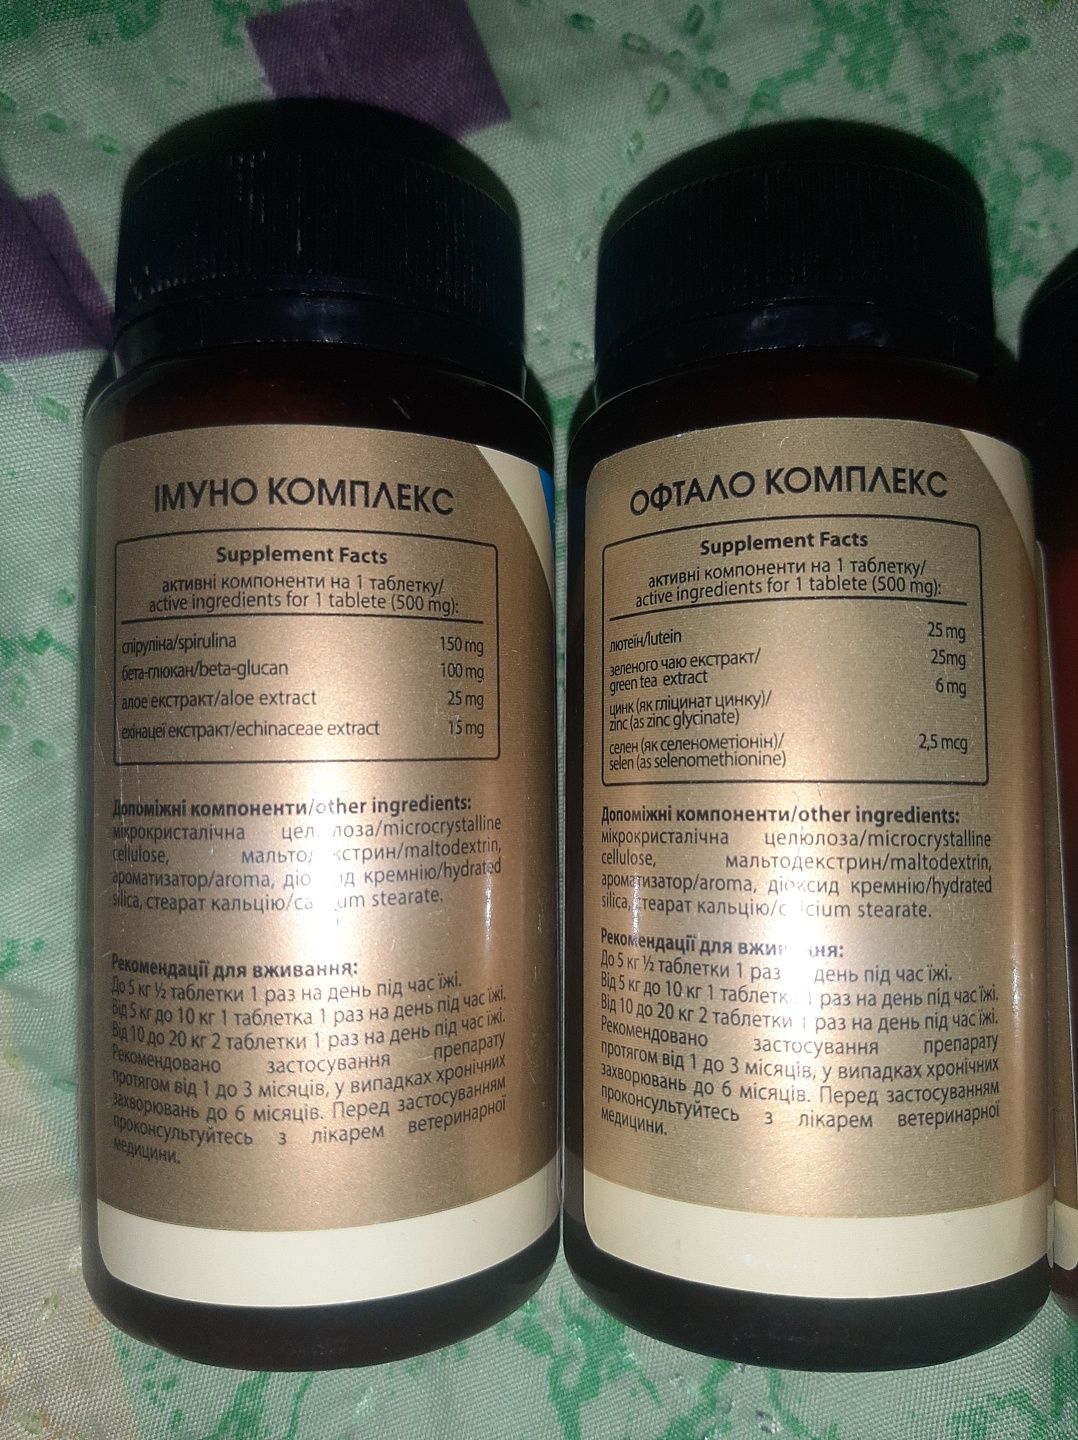 ІМУНО КОМПЛЕКС
Supplement Facts
активні компоненти на 1 таблетку/
active ingredients for 1 tablete (500 mg):
спіруліна/spirulina 150 mg
бета-глюкан/beta-glucan 100 mg
алое екстракт/aloe extract 25 mg
ехінацеї екстракт/echinaceae extract 15 mg
Допоміжні компоненти/other ingredients:
мікрокристалічна /microcrystalline
cellulose, /maltodextrin,
ароматизатор/aroma, кремнію/hydrated
silica, стеарат кальцію/ stearate.
Рекомендації для вживання:
До 5 кг ½ таблетки 1 раз на день під час їжі.
Від 5 кг до 10 кг 1 таблетка 1 раз на день під час їжі.
Від 10 до 20 кг 2 таблетки 1 раз на день під час їжі.
Рекомендовано застосування препарату
протягом від 1 до 3 місяців, у випадках хронічних
захворювань до 6 місяців. Перед застосуванням
проконсультуйтесь з лікарем ветеринарної
медицини.
ОФТАЛО КОМПЛЕКС
Supplement Facts
активні компоненти на 1 таблетку/
active ingredients for 1 tablete (500 mg):
лютеїн/lutein 25 mg
зеленого чаю екстракт/ 25mg
green tea extract
цинк (як гліцинат цинку)/ 6 mg
zinc (as zinc glycinate)
селен (як селенометіонін)/ 2,5 mcg
selen (as selenomethionine)
Допоміжні компоненти/other ingredients:
мікрокристалічна целюлоза/microcrystalline
cellulose, мальтодекстрин/maltodextrin,
ароматизатор/aroma, діоксид кремнію/hydrated
silica, стеарат кальцію/calcium stearate.
Рекомендації для вживання:
До 5 кг ½ таблетки 1 раз день під час їжі.
Від 5 кг до 10 кг 1 раз на день під час їжі.
Від 10 до 20 кг 2 таблетки 1 раз на день під час їжі.
Рекомендовано застосування препарату
протягом від 1 до 3 місяців, у випадках хронічних
захворювань до 6 місяців. Перед застосуванням
проконсультуйтесь з лікарем ветеринарної
медицини.